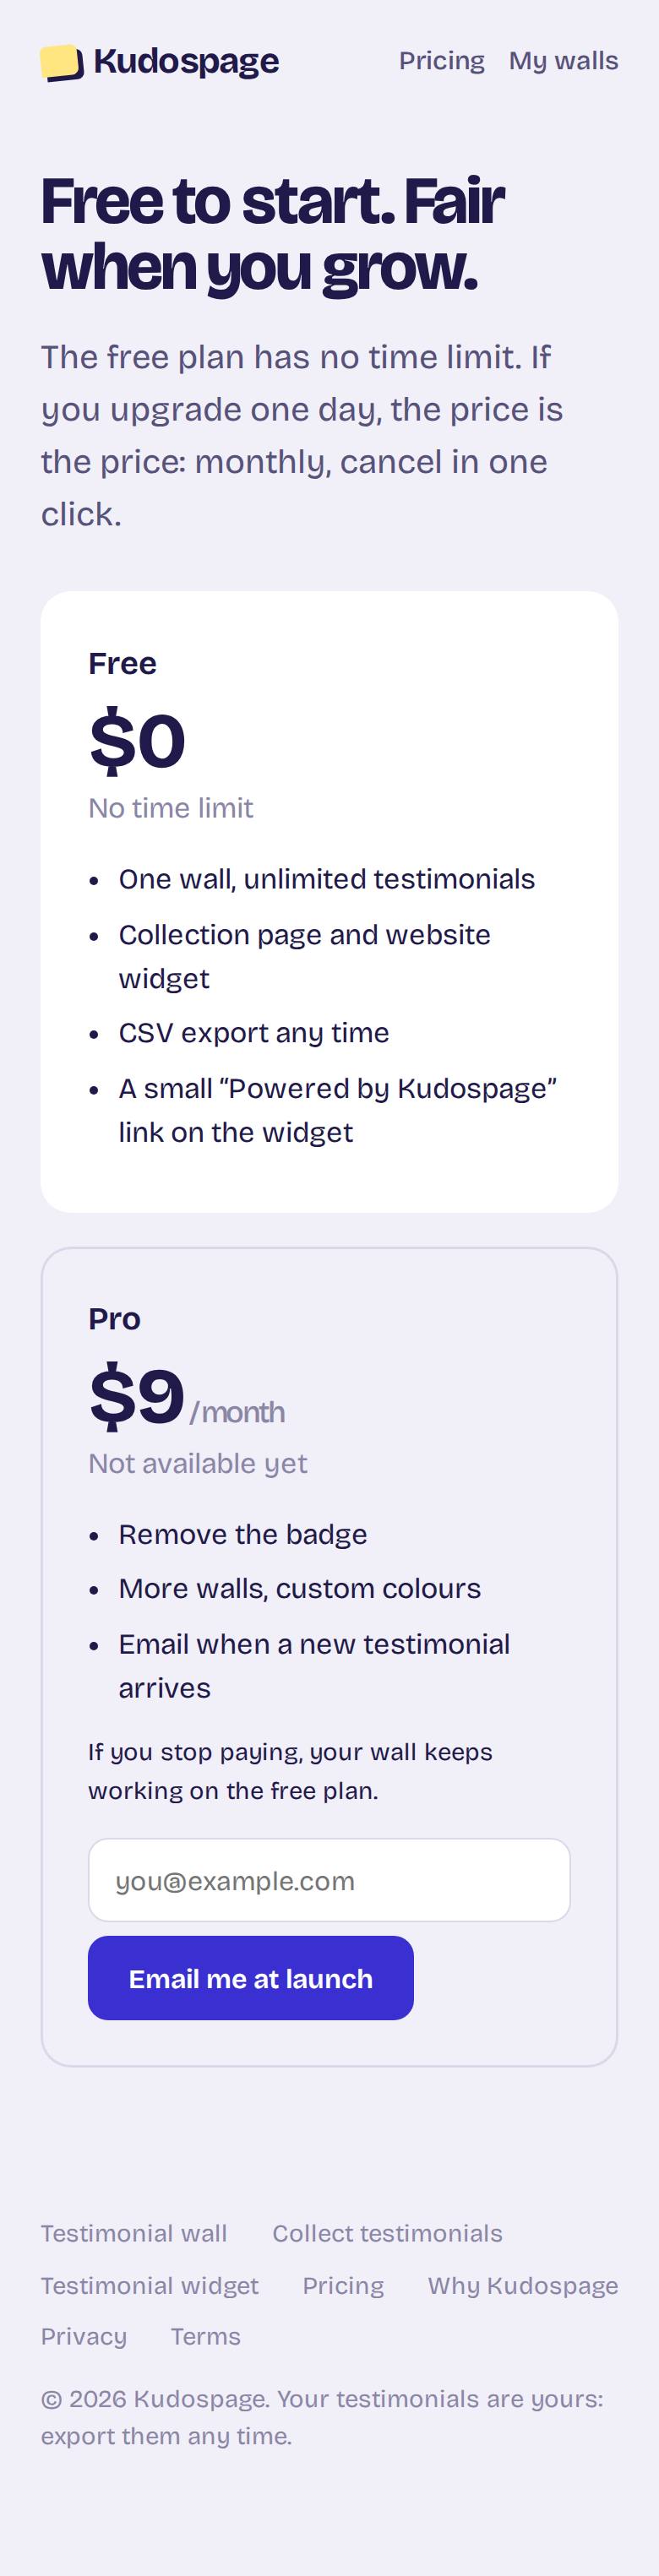 Kudospage
Pricing My walls
Free to start. Fair
when you grow.
The free plan has no time limit. If
you upgrade one day, the price is
the price: monthly, cancel in one
click.
Free
$0
No time limit
• One wall, unlimited testimonials
• Collection page and website
widget
• CSV export any time
• A small “Powered by Kudospage”
link on the widget
Pro
$9 / month
Not available yet
• Remove the badge
• More walls, custom colours
• Email when a new testimonial
arrives
If you stop paying, your wall keeps
working on the free plan.
you@example.com
Email me at launch
Testimonial wall Collect testimonials
Testimonial widget Pricing Why Kudospage
Privacy Terms
© 2026 Kudospage. Your testimonials are yours:
export them any time.